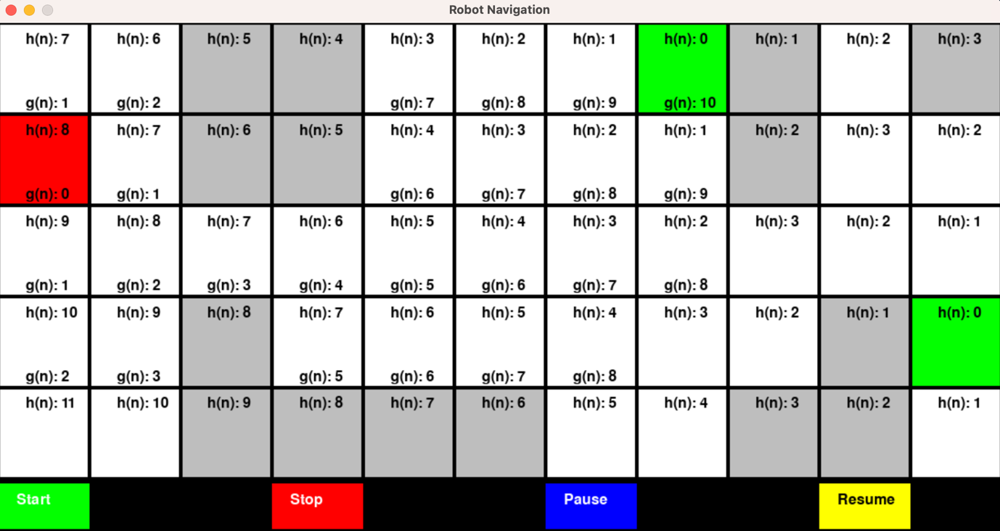 Robot Navigation
h(n): 7 h(n): 6 h(n): 5 h(n): 4 h(n): 3 h(n): 2 h(n): 1 h(n): 0 h(n): 1 h(n): 2 h(n): 3
g(n): 1 g(n): 2 g(n): 7 g(n): 8 g(n): 9 g(n): 10
h(n): 8 h(n): 7 h(n): 6 h(n): 5 h(n): 4 h(n): 3 h(n): 2 h(n): 1 h(n): 2 h(n): 3 h(n): 2
g(n): 0 g(n): 1 g(n): 6 g(n): 7 g(n): 8 g(n): 9
h(n): 9 h(n): 8 h(n): 7 h(n): 6 h(n): 5 h(n): 4 h(n): 3 h(n): 2 h(n): 3 h(n): 2 h(n): 1
g(n): 1 g(n): 2 g(n): 3 g(n): 4 g(n): 5 g(n): 6 g(n): 7 g(n): 8
h(n): 10 h(n): 9 h(n): 8 h(n): 7 h(n): 6 h(n): 5 h(n): 4 h(n): 3 h(n): 2 h(n): 1 h(n): 0
g(n): 2 g(n): 3 g(n): 5 g(n): 6 g(n): 7 g(n): 8
h(n): 11 h(n): 10 h(n): 9 h(n): 8 h(n): 7 h(n): 6 h(n): 5 h(n): 4 h(n): 3 h(n): 2 h(n): 1
Start Stop Pause Resume